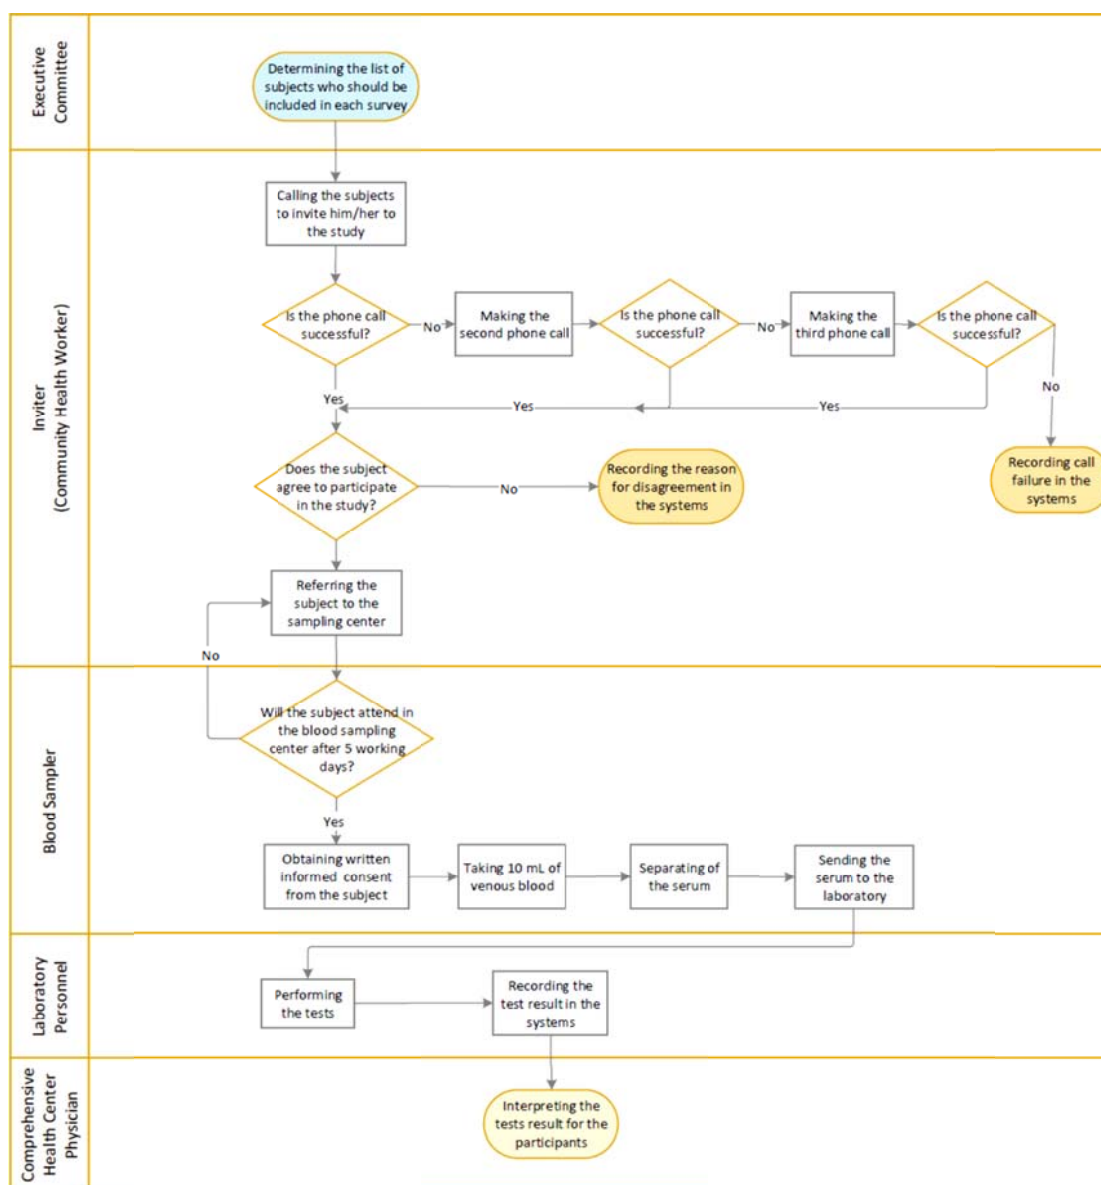 Executive
Committee
Determining the list of
subjects who should be
included in each survey
Inviter
(Community Health Worker)
Calling the subjects
to invite him/her to
the study
Is the phone call
successful?
No
Making the
second phone call
Is the phone call
successful?
No
Making the
third phone call
Is the phone call
successful?
No
Yes
Yes
Yes
Recording call
failure in the
systems
Does the subject
agree to participate
in the study?
No
Recording the reason
for disagreement in
the systems
Referring the
subject to the
sampling center
No
Blood Sampler
Will the subject attend in
the blood sampling
center after 5 working
days?
Yes
Obtaining written
informed consent
from the subject
Taking 10 mL of
venous blood
Separating of
the serum
Sending the
serum to the
laboratory
Laboratory
Personnel
Performing
the tests
Recording the
test result in the
systems
Comprehensive
Health Center
Physician
Interpreting the
tests result for the
participants